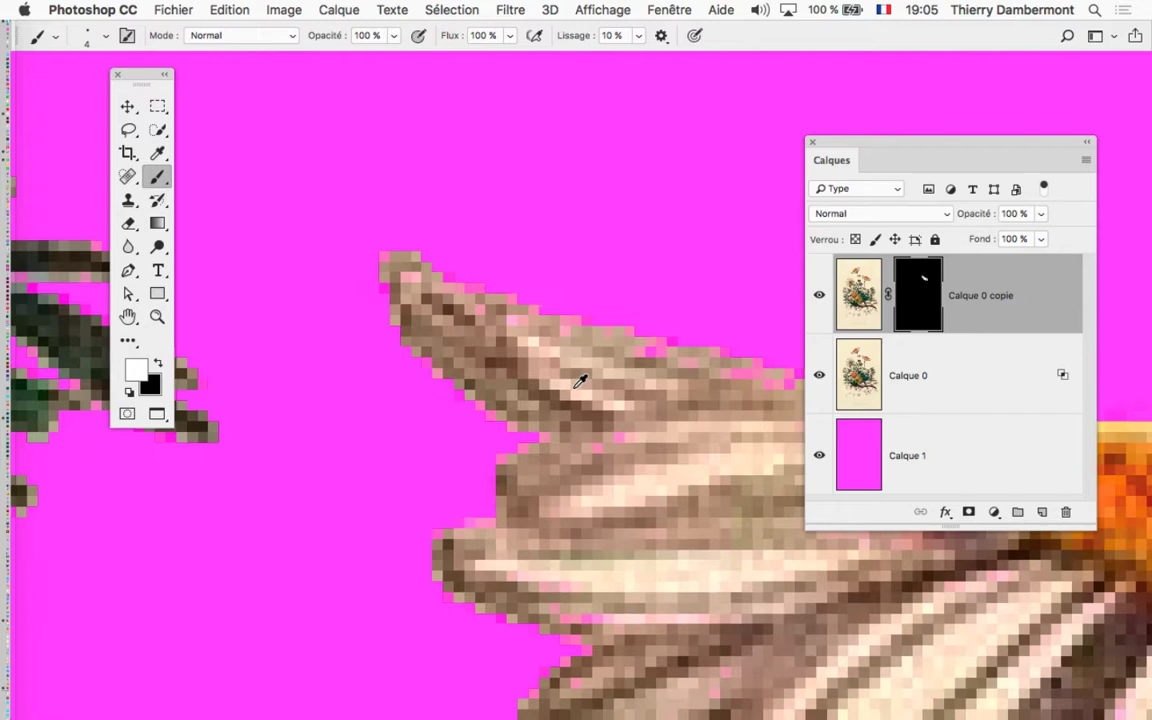 Photoshop CC Fichier Edition Image Calque Texte Sélection Filtre 3D Affichage Fenêtre Aide 100 % 19:05 Thierry Dambermont
4 Mode : Normal Opacité : 100 % Flux : 100 % Lissage : 10 %
Calques
Type
Normal Opacité : 100 %
Verrou : Fond : 100 %
Calque 0 copie
Calque 0
Calque 1
fx